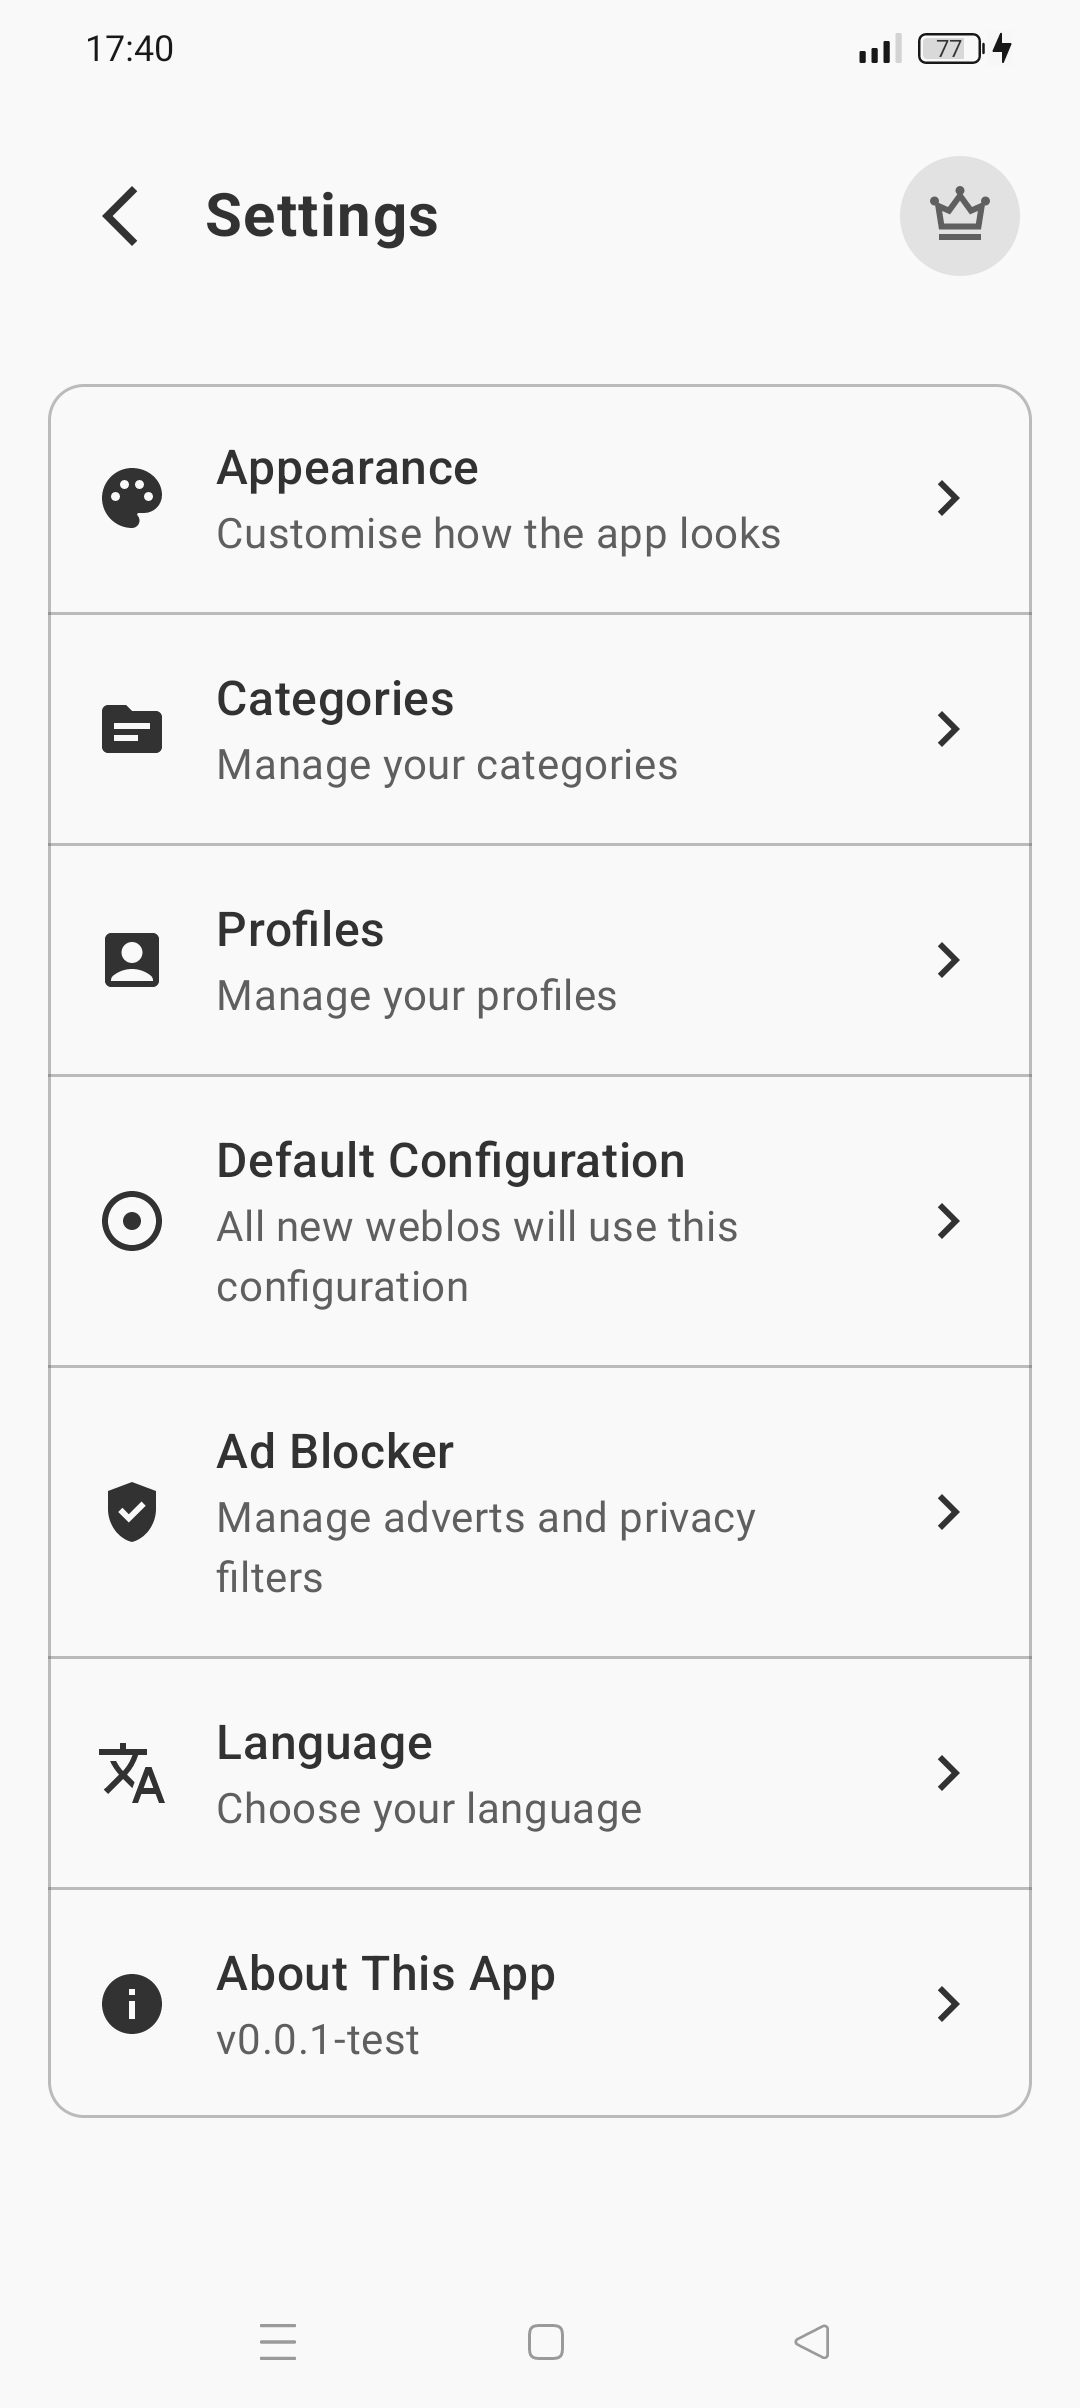 17:40
77
Settings
Appearance
Customise how the app looks
Categories
Manage your categories
Profiles
Manage your profiles
Default Configuration
All new weblos will use this
configuration
Ad Blocker
Manage adverts and privacy
filters
Language
Choose your language
About This App
v0.0.1-test